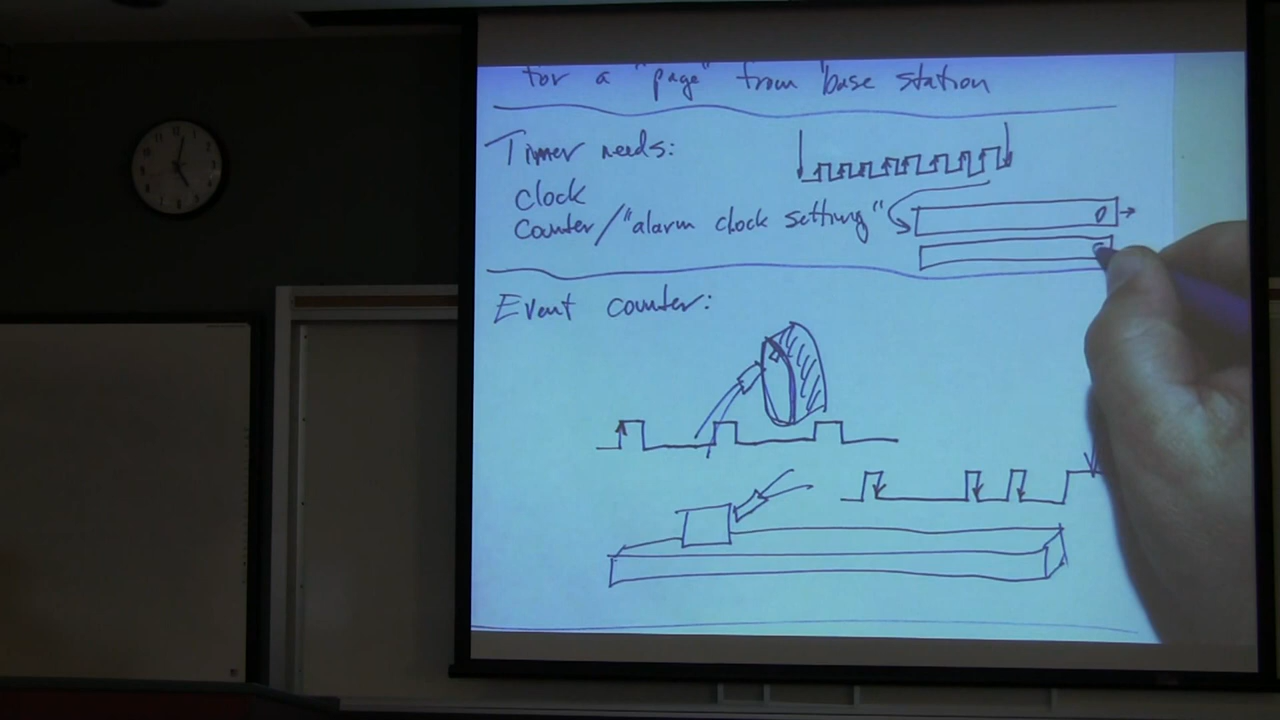 for a "page" from base station
Timer needs:
clock
Counter/"alarm clock setting"
0
Event counter: